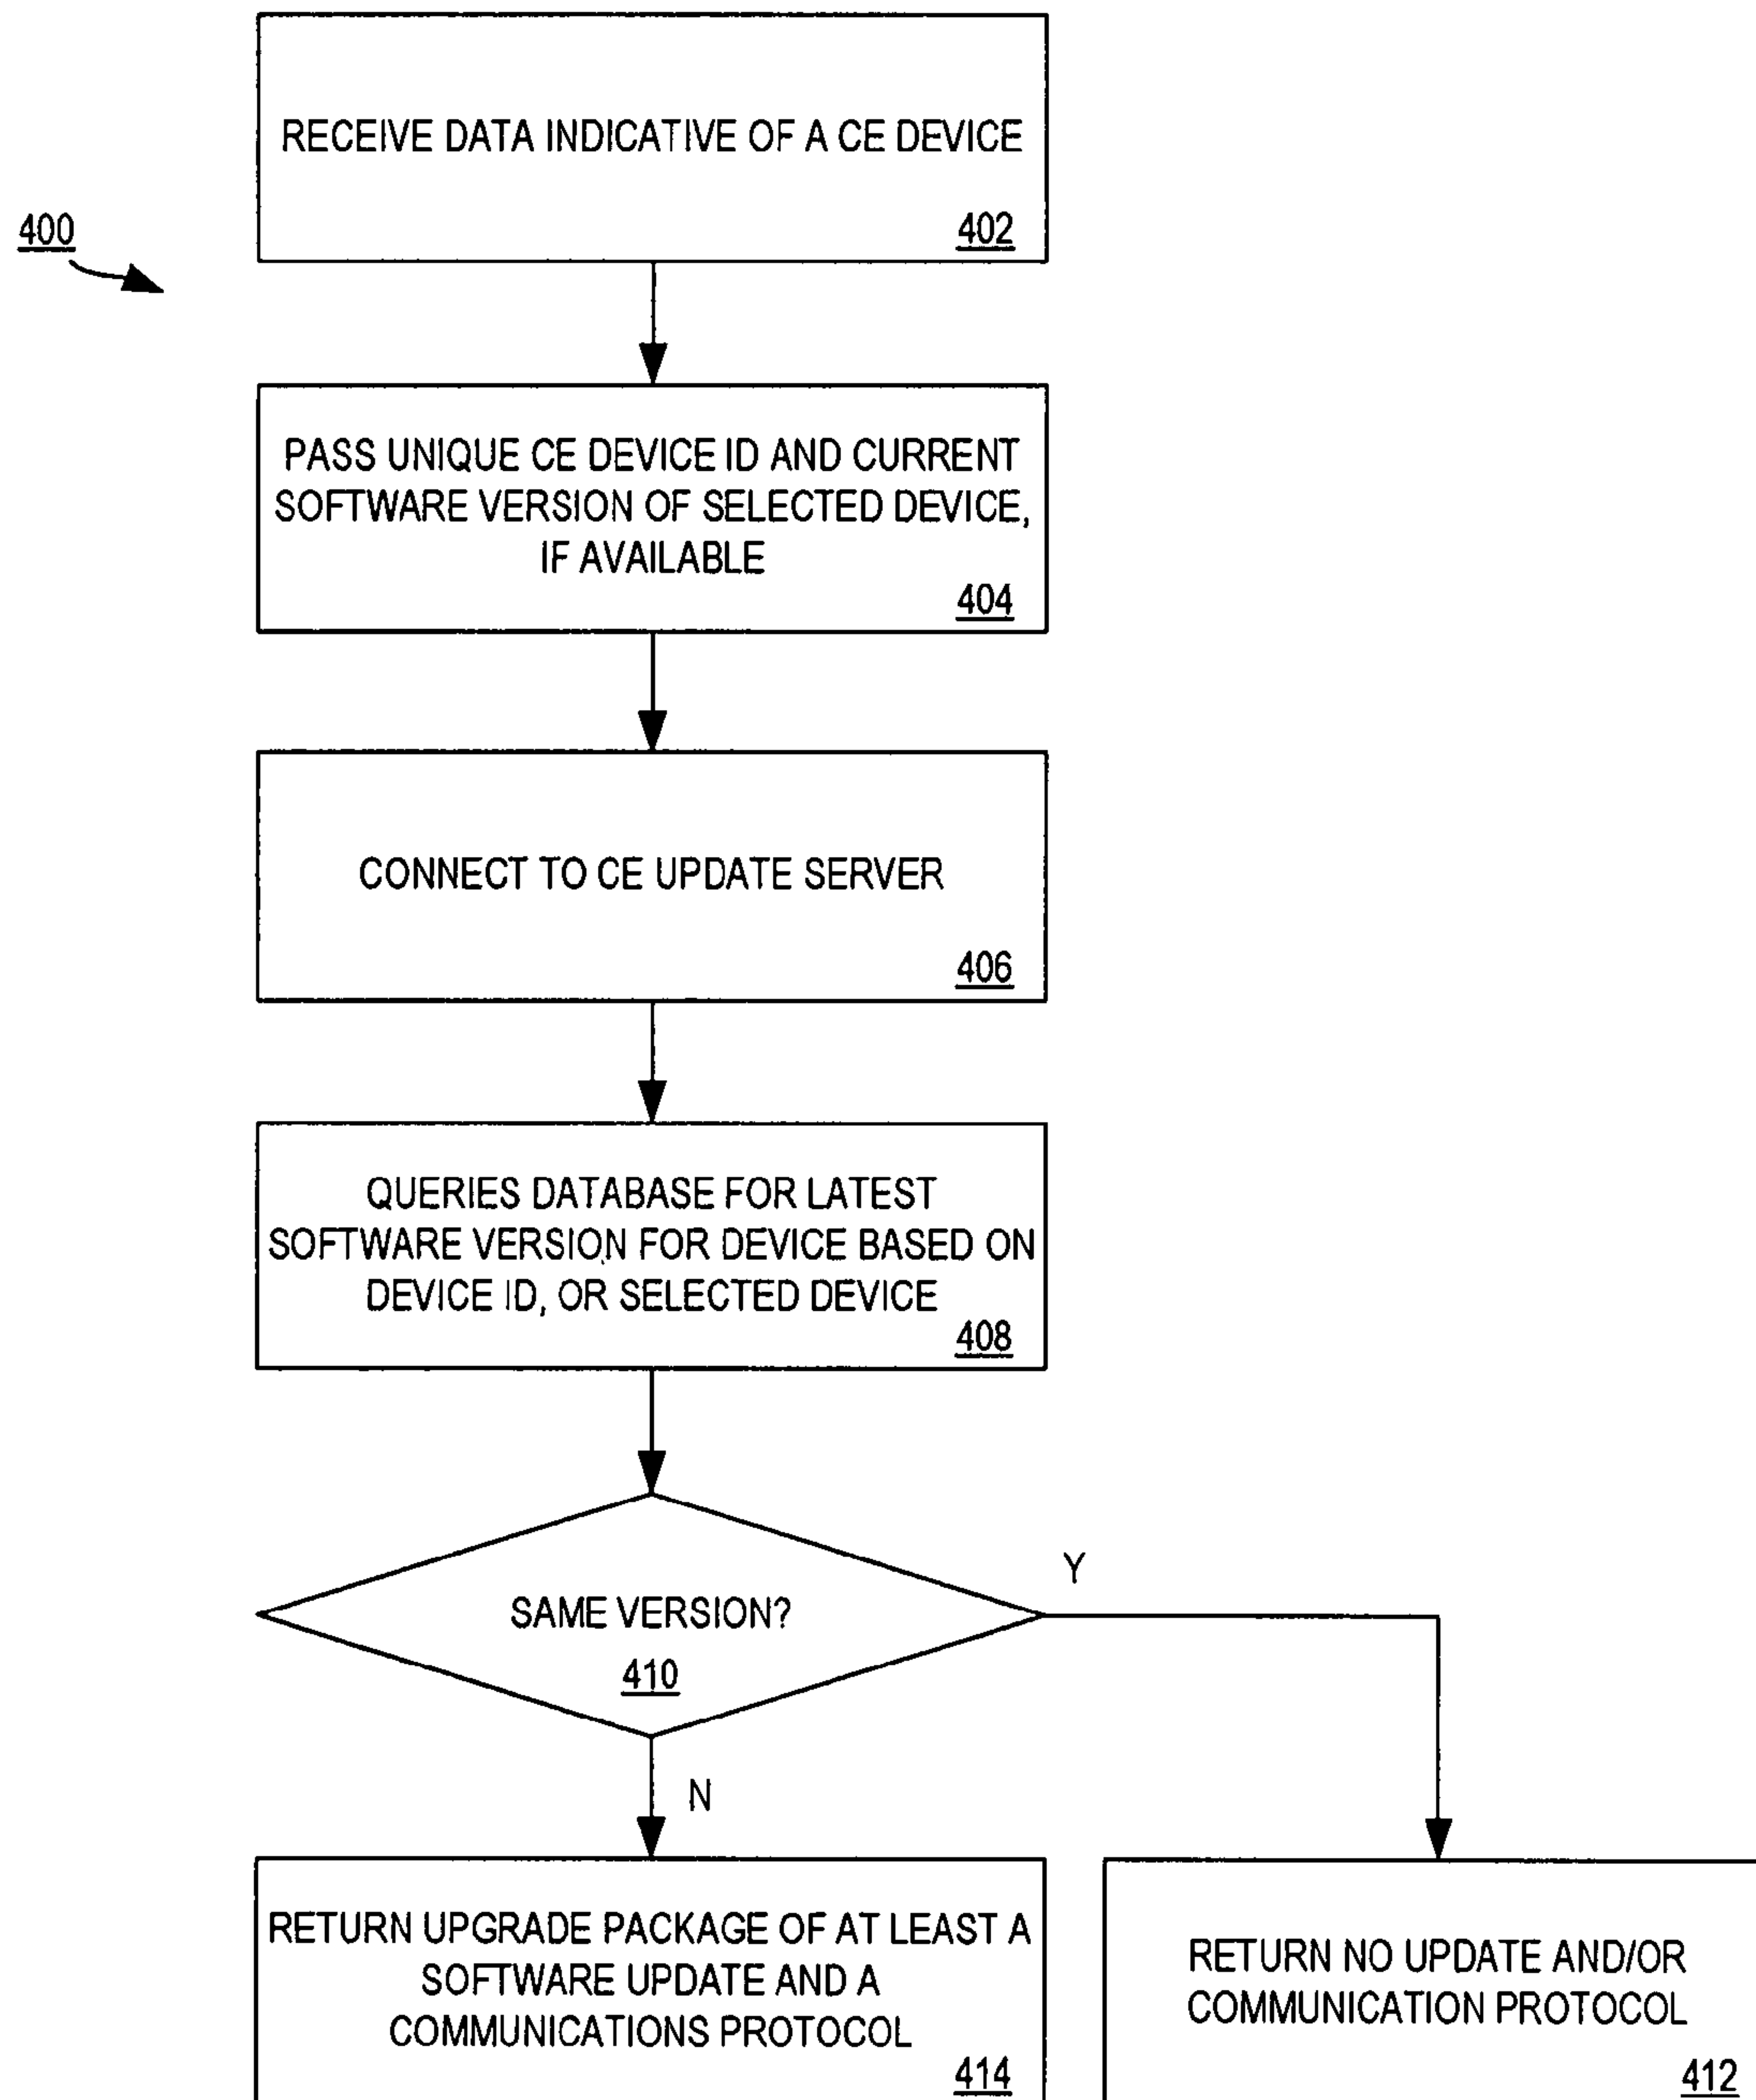 RECEIVE DATA INDICATIVE OF A CE DEVICE
402
400
PASS UNIQUE CE DEVICE ID AND CURRENT
SOFTWARE VERSION OF SELECTED DEVICE,
IF AVAILABLE
404
CONNECT TO CE UPDATE SERVER
406
QUERIES DATABASE FOR LATEST
SOFTWARE VERSION FOR DEVICE BASED ON
DEVICE ID, OR SELECTED DEVICE
408
Y
SAME VERSION?
410
N
RETURN UPGRADE PACKAGE OF AT LEAST A
SOFTWARE UPDATE AND A
COMMUNICATIONS PROTOCOL
414
RETURN NO UPDATE AND/OR
COMMUNICATION PROTOCOL
412